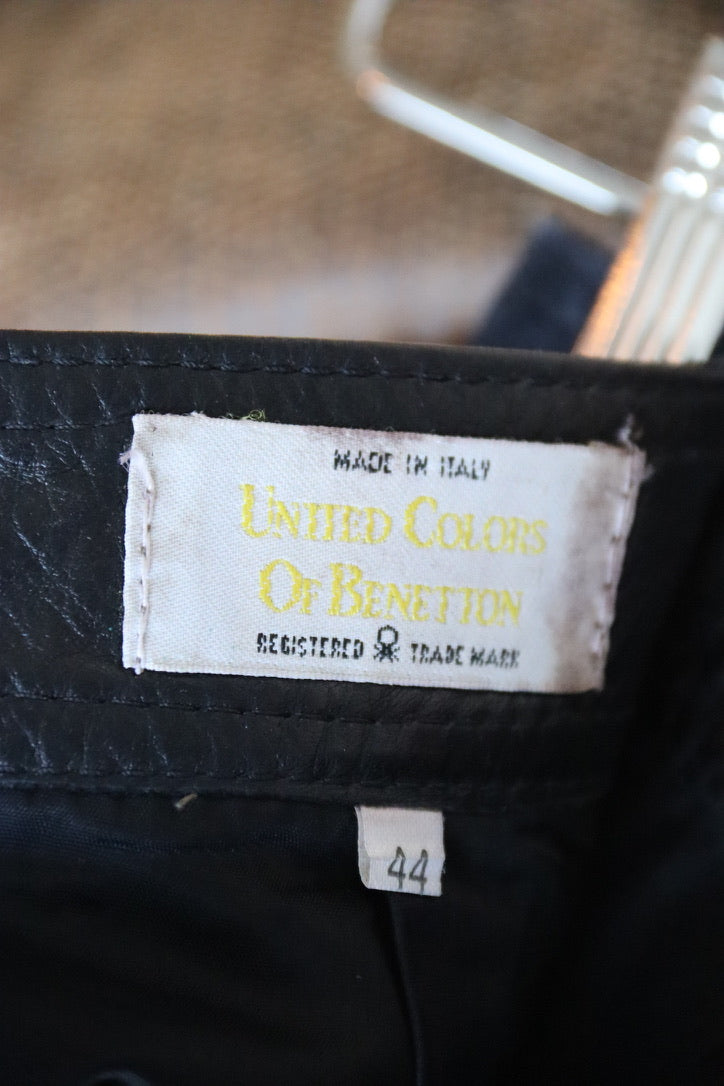 MADE IN ITALY
UNITED COLORS
OF BENETTON
REGISTERED TRADE MARK
44